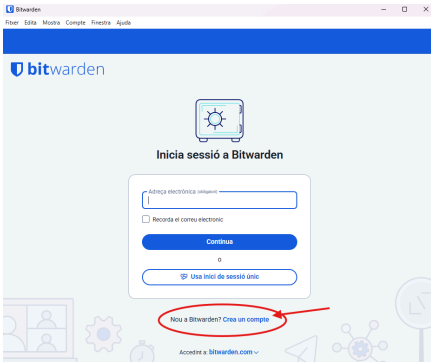 Bitwarden
Fitxer Edita Mostra Compte Finestra Ajuda
bitwarden
Inicia sessió a Bitwarden
Adreça electrònica (obligatori)
Recorda el correu electrònic
Continua
o
Usa inici de sessió únic
Nou a Bitwarden? Crea un compte
Accedint a: bitwarden.com